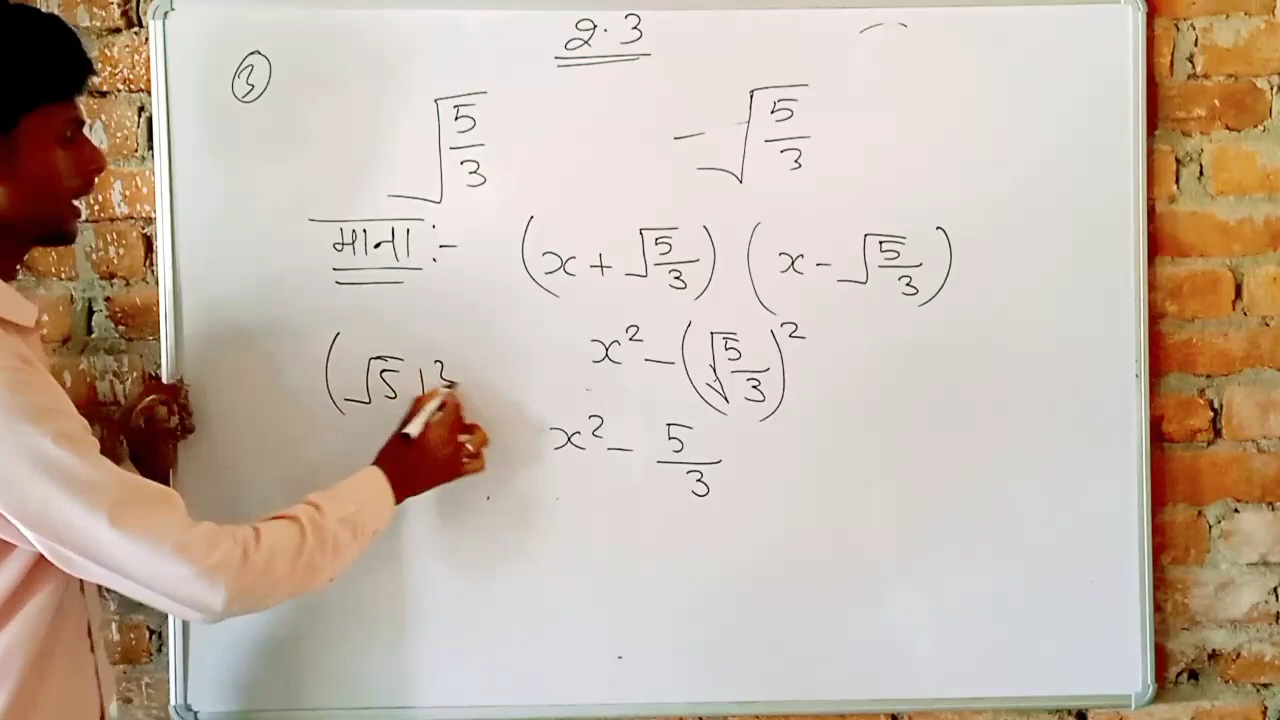 2.3
③
√(5/3) -√(5/3)
माना :- (x + √(5/3)) (x - √(5/3))
x² - (√(5/3))²
(√5)²
x² - 5/3